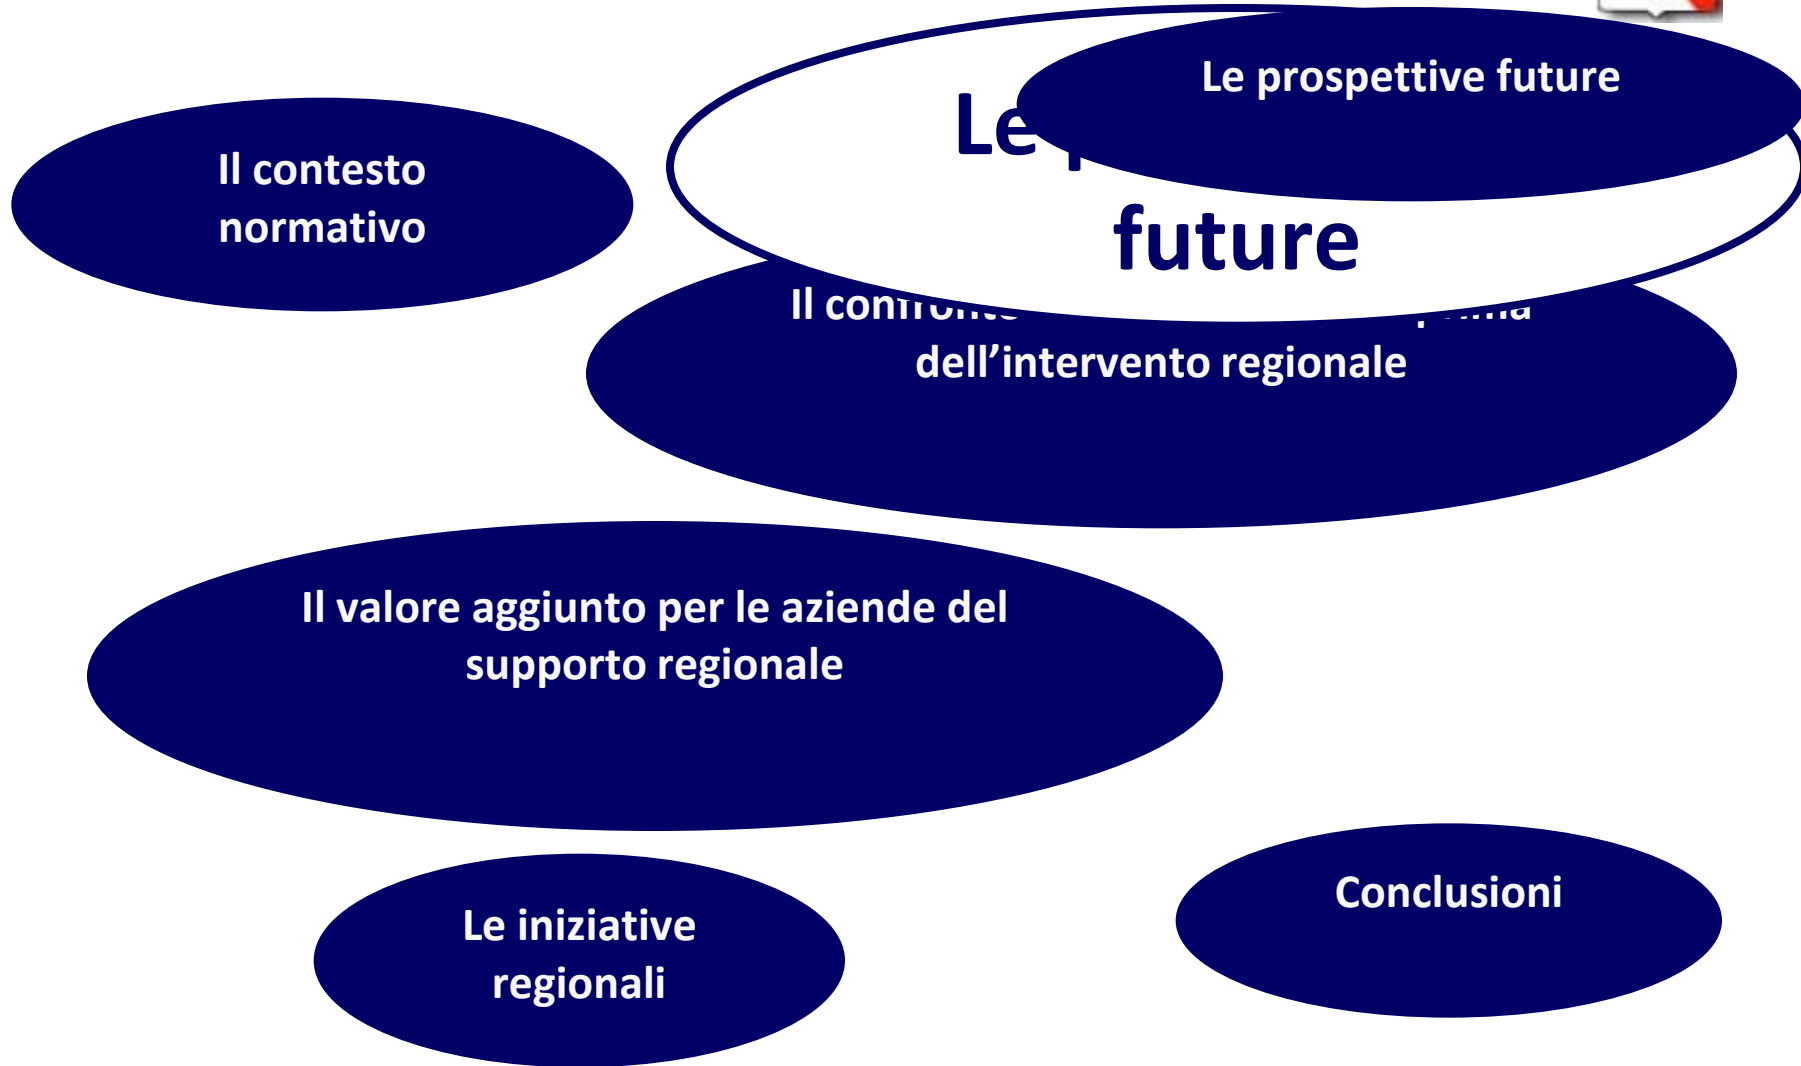 Le prospettive future
Le
future
Il contesto
normativo
Il confronto
dell’intervento regionale
Il valore aggiunto per le aziende del
supporto regionale
Le iniziative
regionali
Conclusioni